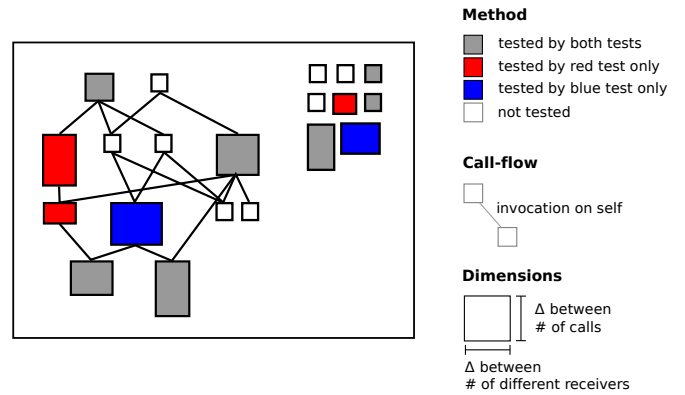 Method
tested by both tests
tested by red test only
tested by blue test only
not tested
Call-flow
invocation on self
Dimensions
Δ between
# of calls
Δ between
# of different receivers